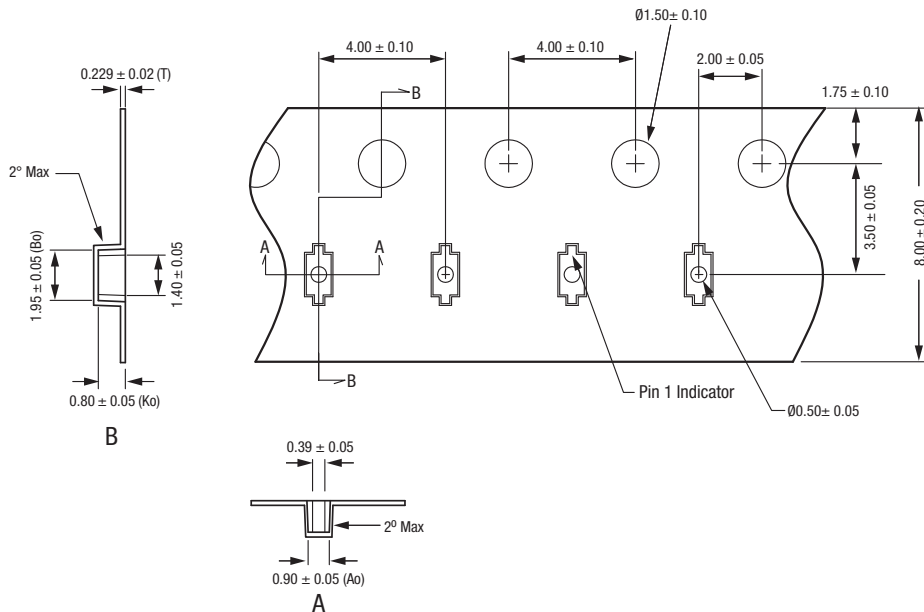 Ø1.50± 0.10
4.00 ± 0.10
4.00 ± 0.10
2.00 ± 0.05
0.229 ± 0.02 (T)
B
1.75 ± 0.10
2° Max
A
A
1.95 ± 0.05 (Bo)
1.40 ± 0.05
3.50 ± 0.05
8.00 ± 0.20
B
Pin 1 Indicator
0.80 ± 0.05 (Ko)
Ø0.50± 0.05
B
0.39 ± 0.05
2º Max
0.90 ± 0.05 (Ao)
A